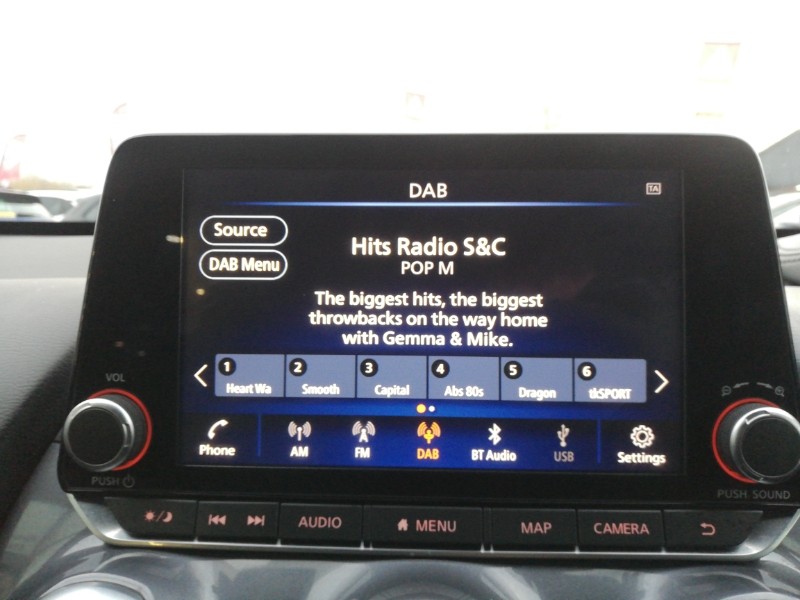 DAB
TA
Source
Hits Radio S&C
POP M
DAB Menu
The biggest hits, the biggest
throwbacks on the way home
with Gemma & Mike.
1 2 3 4 5 6
Heart Wa Smooth Capital Abs 80s Dragon tkSPORT
Phone AM FM DAB BT Audio USB Settings
VOL
PUSH
PUSH SOUND
AUDIO MENU MAP CAMERA